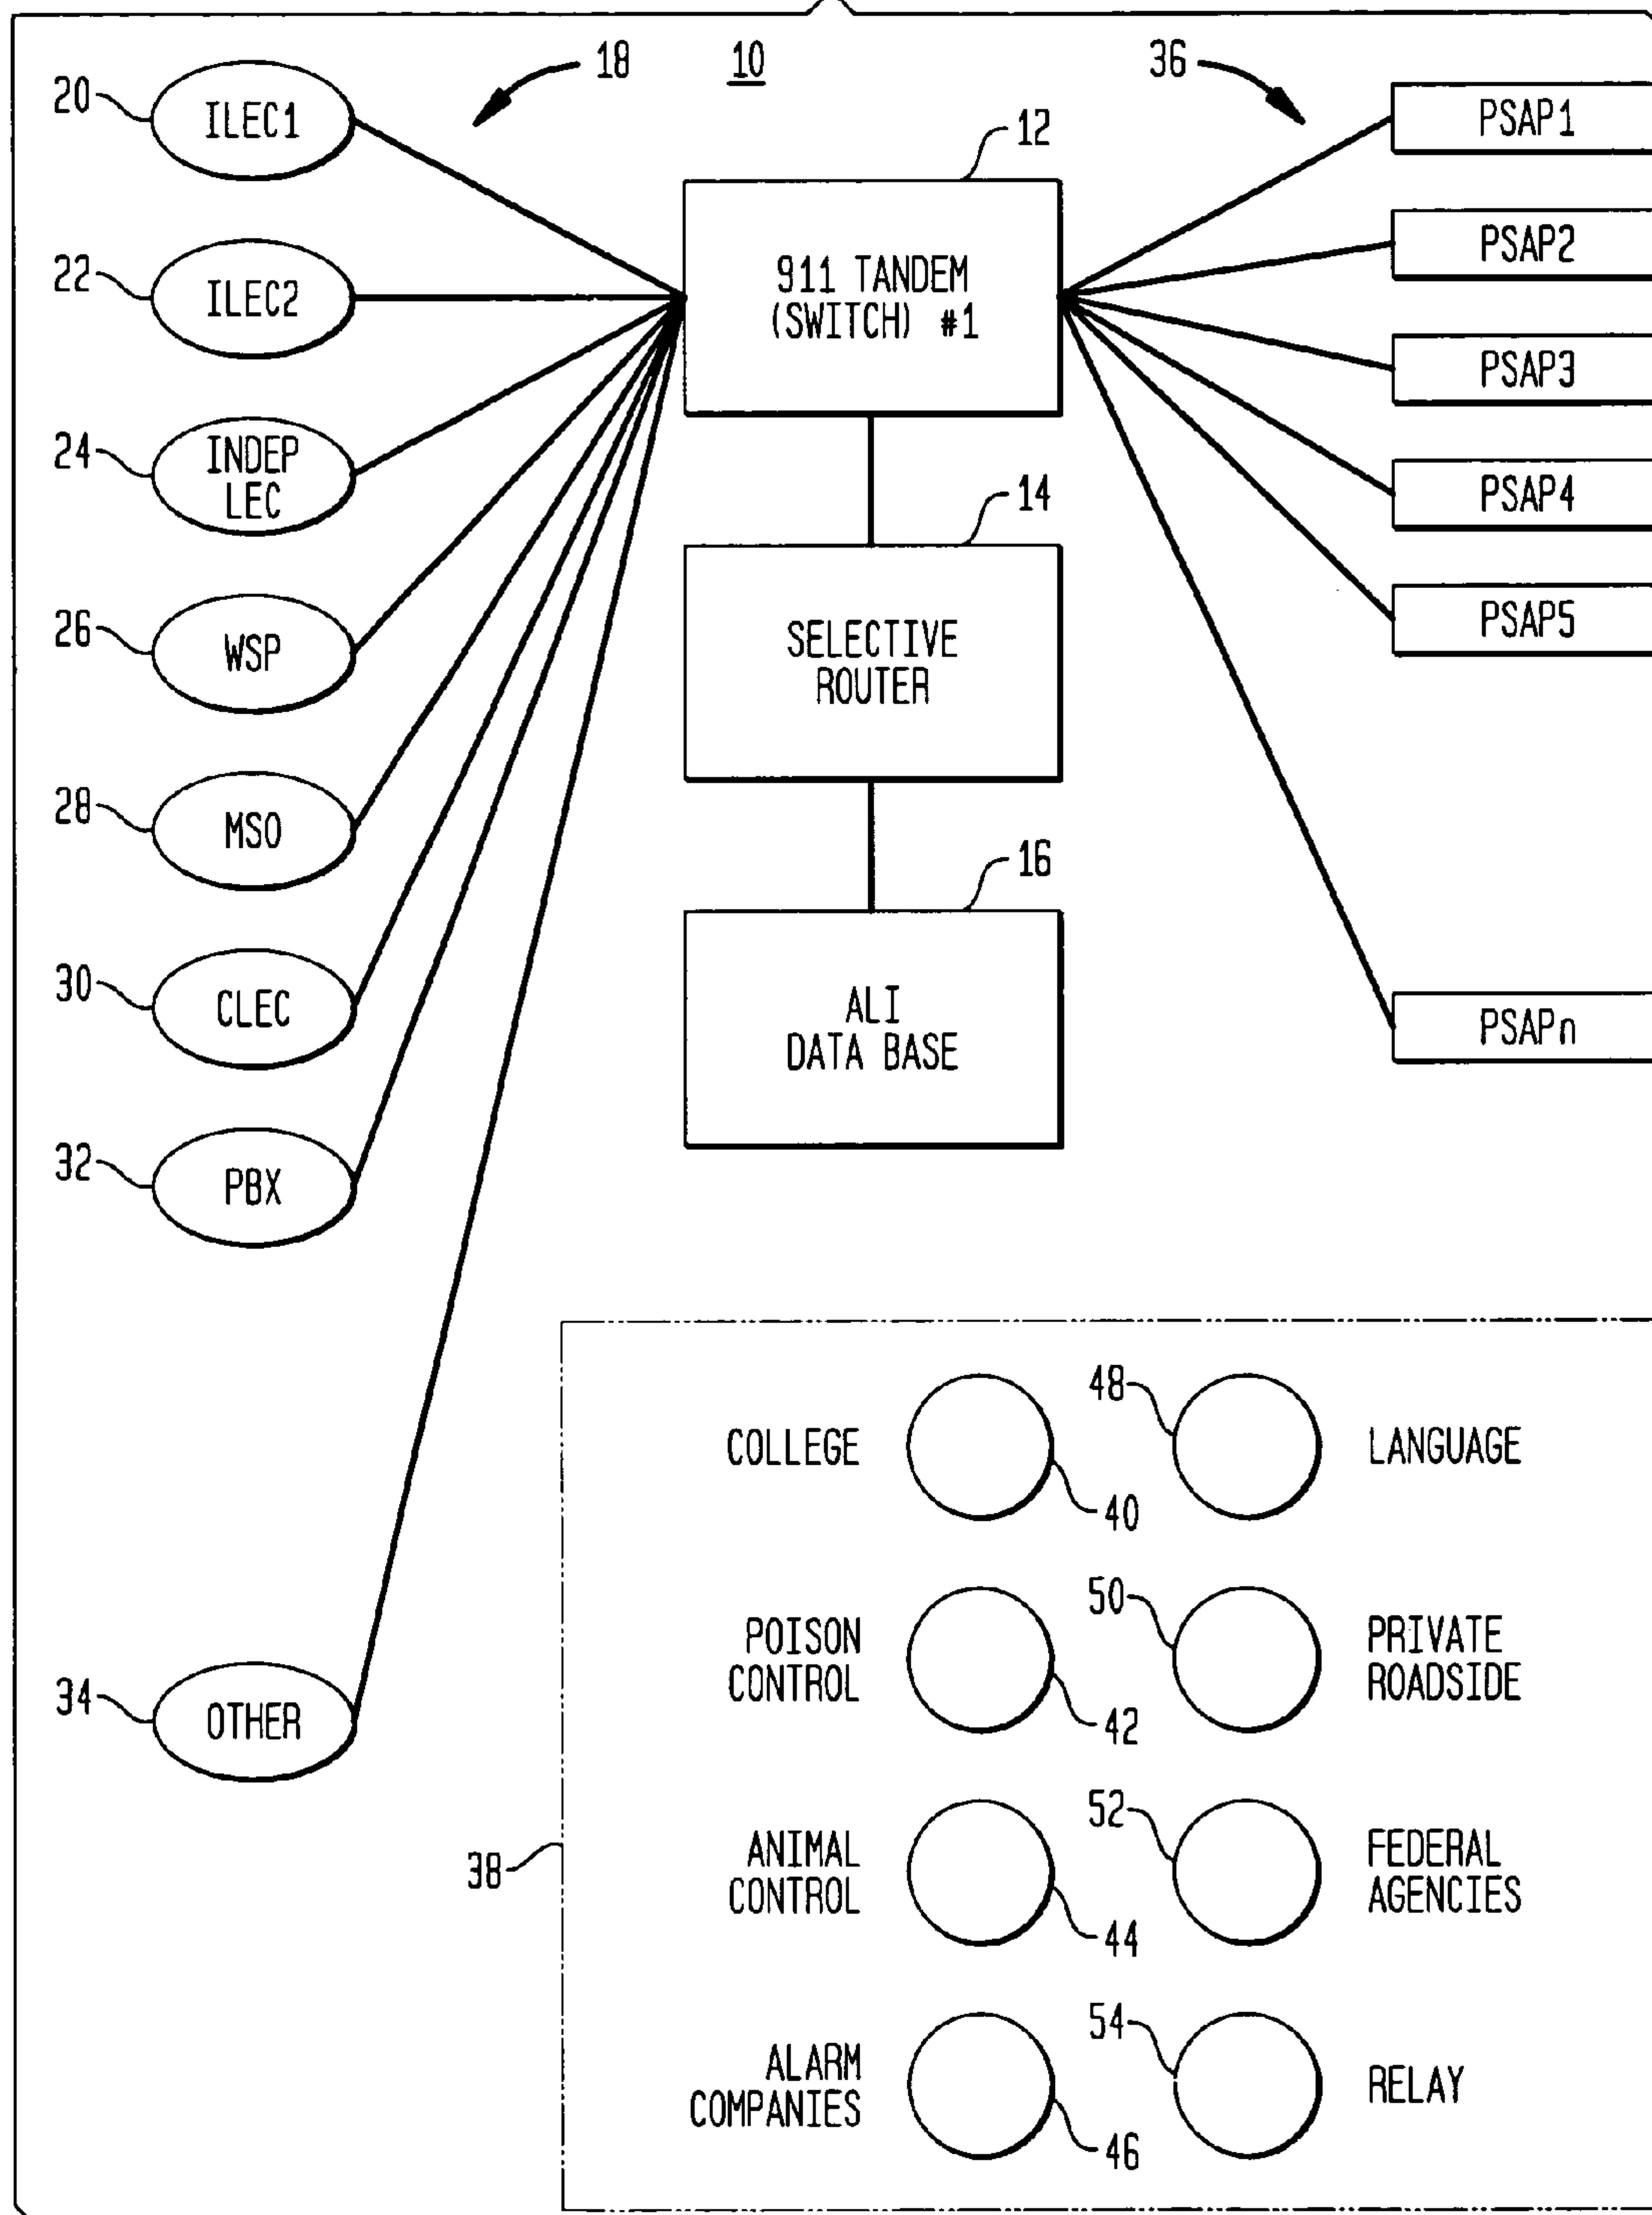 18
10
36
20
ILEC1
PSAP1
12
22
ILEC2
911 TANDEM
(SWITCH) #1
PSAP2
PSAP3
24
INDEP
LEC
14
PSAP4
26
WSP
SELECTIVE
ROUTER
PSAP5
28
MSO
16
30
CLEC
ALI
DATA BASE
PSAPn
32
PBX
34
OTHER
38
COLLEGE
40
48
LANGUAGE
POISON
CONTROL
42
50
PRIVATE
ROADSIDE
ANIMAL
CONTROL
44
52
FEDERAL
AGENCIES
ALARM
COMPANIES
46
54
RELAY